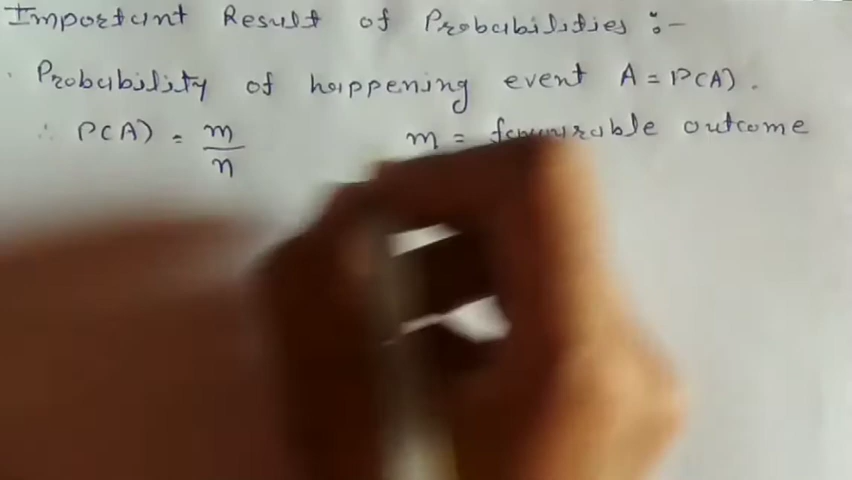 Important Result of Probabilities :-
Probability of happening event A = P(A).
∴ P(A) = m/n m = favourable outcome